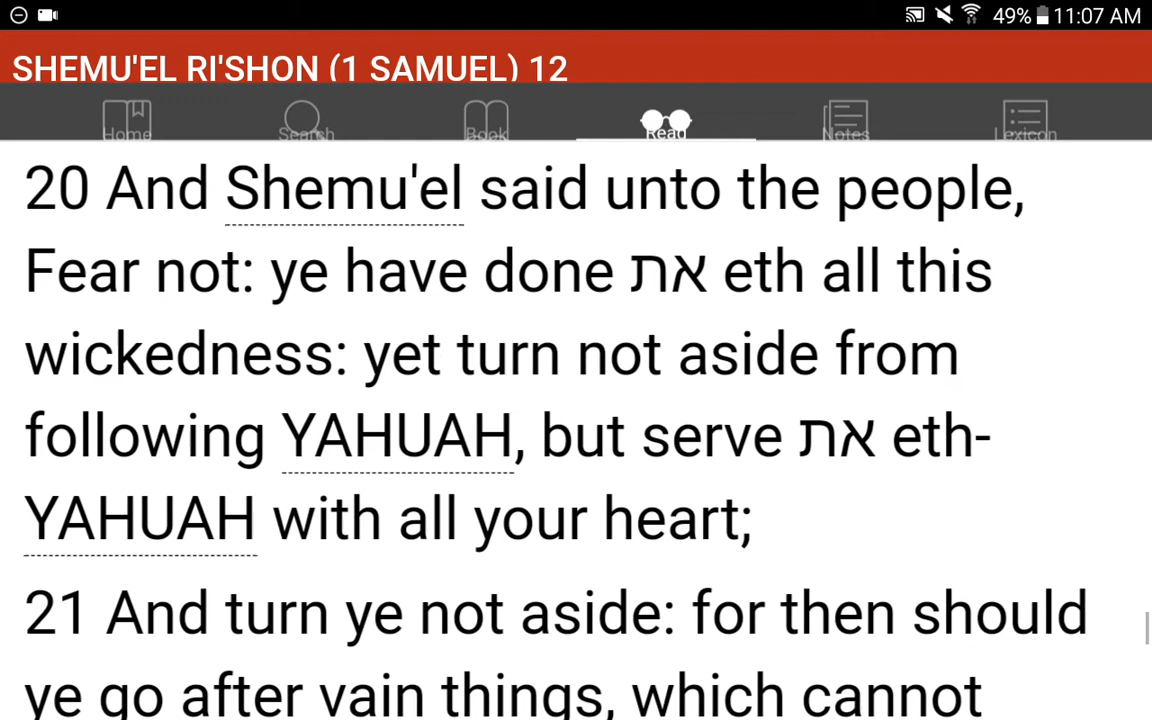 49% 11:07 AM
SHEMU'EL RI'SHON (1 SAMUEL) 12
Home Search Book Read Notes Lexicon
20 And Shemu'el said unto the people,
Fear not: ye have done את eth all this
wickedness: yet turn not aside from
following YAHUAH, but serve את eth-
YAHUAH with all your heart;
21 And turn ye not aside: for then should
ye go after vain things, which cannot